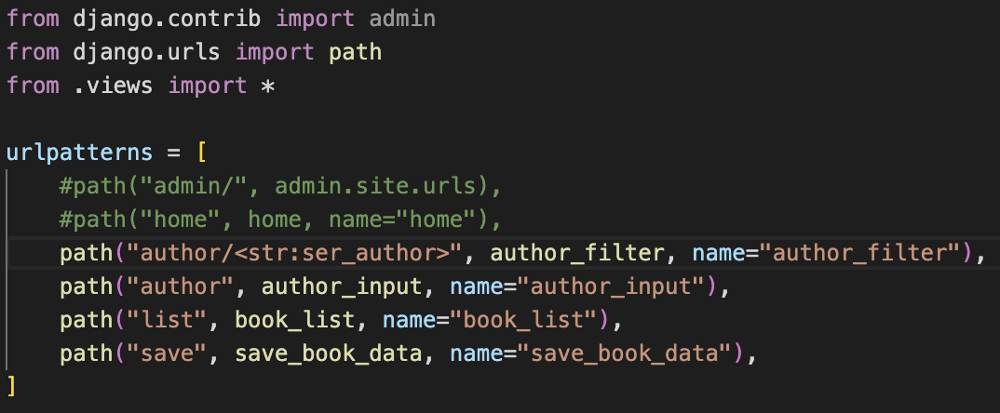 from django.contrib import admin
from django.urls import path
from .views import *

urlpatterns = [
    #path("admin/", admin.site.urls),
    #path("home", home, name="home"),
    path("author/<str:ser_author>", author_filter, name="author_filter"),
    path("author", author_input, name="author_input"),
    path("list", book_list, name="book_list"),
    path("save", save_book_data, name="save_book_data"),
]